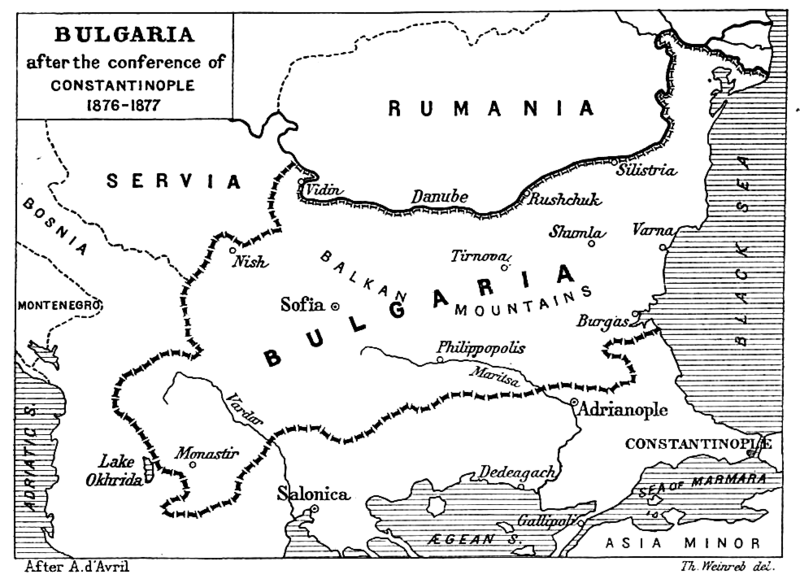 BULGARIA
after the conference of
CONSTANTINOPLE
1876-1877
RUMANIA
SERVIA
BOSNIA
MONTENEGRO
Vidin
Danube
Rushchuk
Silistria
BLACK SEA
Nish
Shumla
Varna
Tirnova
BALKAN
MOUNTAINS
Sofia
BULGARIA
Burgas
Philippopolis
Maritsa
Vardar
Adrianople
ADRIATIC S.
Lake
Okhrida
Monastir
CONSTANTINOPLE
Dedeagach
SEA OF MARMARA
Salonica
Gallipoli
ÆGEAN S.
ASIA MINOR
After A.d'Avril
Th. Weinreb del.